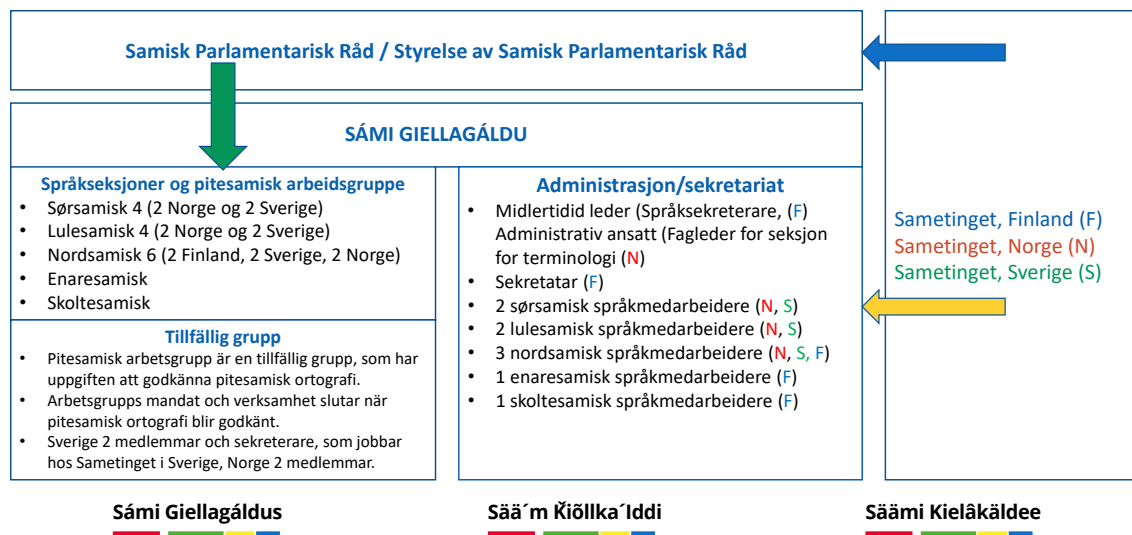 Samisk Parlamentarisk Råd / Styrelse av Samisk Parlamentarisk Råd
SÁMI GIELLAGÁLDU
Språkseksjoner og pitesamisk arbeidsgruppe
• Sørsamisk 4 (2 Norge og 2 Sverige)
• Lulesamisk 4 (2 Norge og 2 Sverige)
• Nordsamisk 6 (2 Finland, 2 Sverige, 2 Norge)
• Enaresamisk
• Skoltesamisk
Tillfällig grupp
• Pitesamisk arbetsgrupp är en tillfällig grupp, som har
uppgiften att godkänna pitesamisk ortografi.
• Arbetsgrupps mandat och verksamhet slutar när
pitesamisk ortografi blir godkänt.
• Sverige 2 medlemmar och sekreterare, som jobbar
hos Sametinget i Sverige, Norge 2 medlemmar.
Administrasjon/sekretariat
• Midlertidid leder (Språksekreterare, (F)
Administrativ ansatt (Fagleder for seksjon
for terminologi (N)
• Sekretatar (F)
• 2 sørsamisk språkmedarbeidere (N, S)
• 2 lulesamisk språkmedarbeidere (N, S)
• 3 nordsamisk språkmedarbeidere (N, S, F)
• 1 enaresamisk språkmedarbeidere (F)
• 1 skoltesamisk språkmedarbeidere (F)
Sametinget, Finland (F)
Sametinget, Norge (N)
Sametinget, Sverige (S)
Sámi Giellagáldus
Sää´m Ǩiõllkaʹlddi
Säämi Kielâkäldee